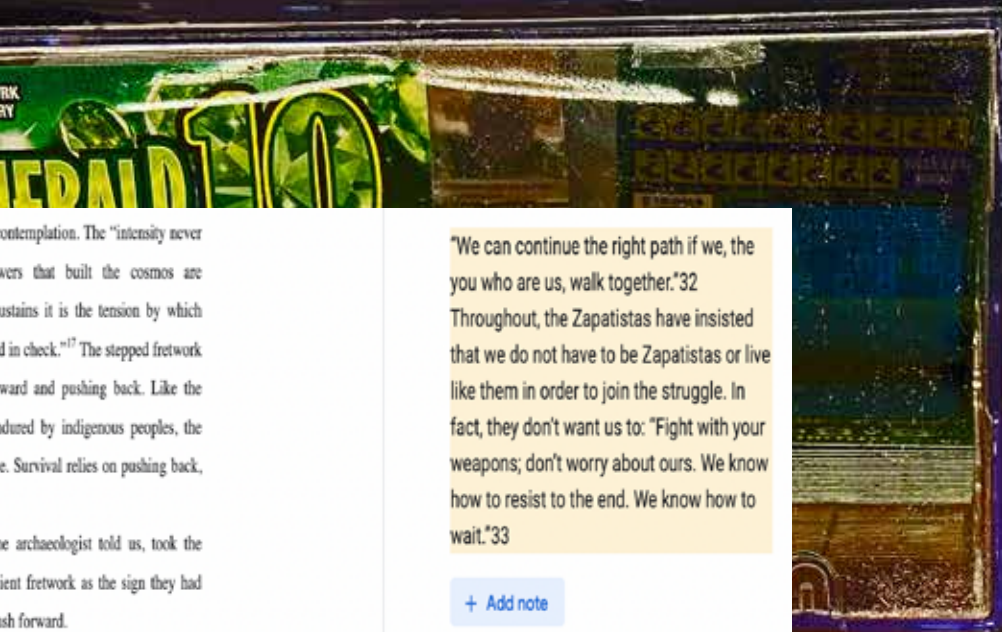 RK
RY
MERALD 10
ontemplation. The “intensity never
wers that built the cosmos are
ustains it is the tension by which
d in check.”17 The stepped fretwork
ward and pushing back. Like the
ndured by indigenous peoples, the
e. Survival relies on pushing back,
e archaeologist told us, took the
ient fretwork as the sign they had
ush forward.
“We can continue the right path if we, the
you who are us, walk together.”32
Throughout, the Zapatistas have insisted
that we do not have to be Zapatistas or live
like them in order to join the struggle. In
fact, they don’t want us to: “Fight with your
weapons; don’t worry about ours. We know
how to resist to the end. We know how to
wait.”33
+ Add note